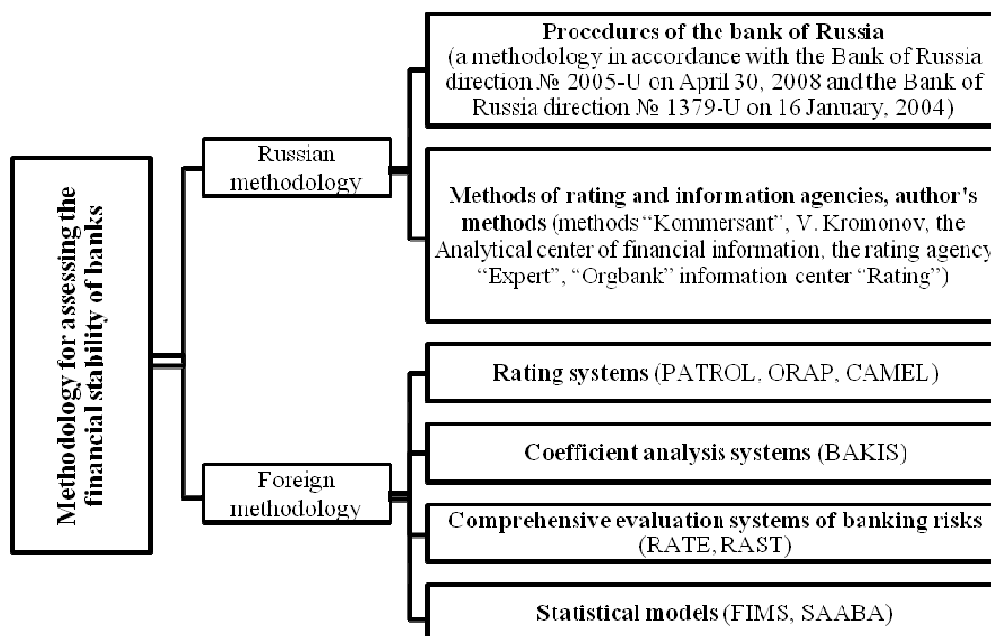 Methodology for assessing the
financial stability of banks
Russian
methodology
Procedures of the bank of Russia
(a methodology in accordance with the Bank of Russia
direction № 2005-U on April 30, 2008 and the Bank of
Russia direction № 1379-U on 16 January, 2004)
Methods of rating and information agencies, author's
methods (methods “Kommersant”, V. Kromonov, the
Analytical center of financial information, the rating agency
“Expert”, “Orgbank” information center “Rating”)
Foreign
methodology
Rating systems (PATROL, ORAP, CAMEL)
Coefficient analysis systems (BAKIS)
Comprehensive evaluation systems of banking risks
(RATE, RAST)
Statistical models (FIMS, SAABA)